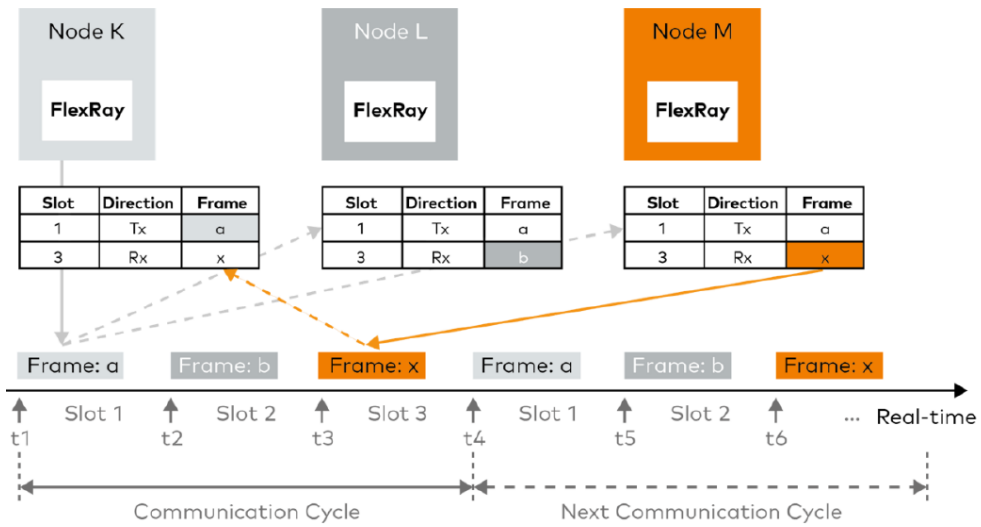 Node K Node L Node M
FlexRay FlexRay FlexRay
Slot Direction Frame Slot Direction Frame Slot Direction Frame
1 Tx a 1 Tx a 1 Tx a
3 Rx x 3 Rx b 3 Rx x
Frame: a Frame: b Frame: x Frame: a Frame: b Frame: x
Slot 1 Slot 2 Slot 3 Slot 1 Slot 2 ... Real-time
t1 t2 t3 t4 t5 t6
Communication Cycle Next Communication Cycle